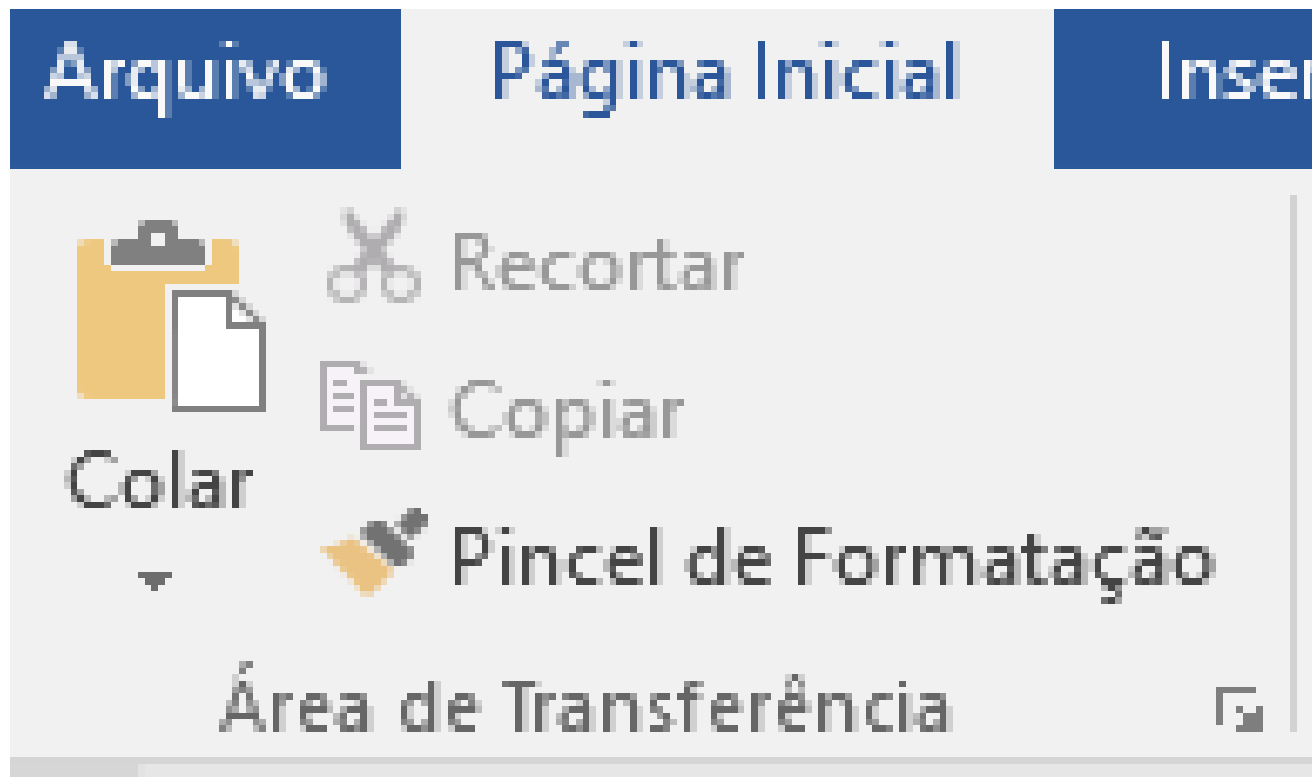 Arquivo Página Inicial
Recortar
Copiar
Colar
Pincel de Formatação
Área de Transferência